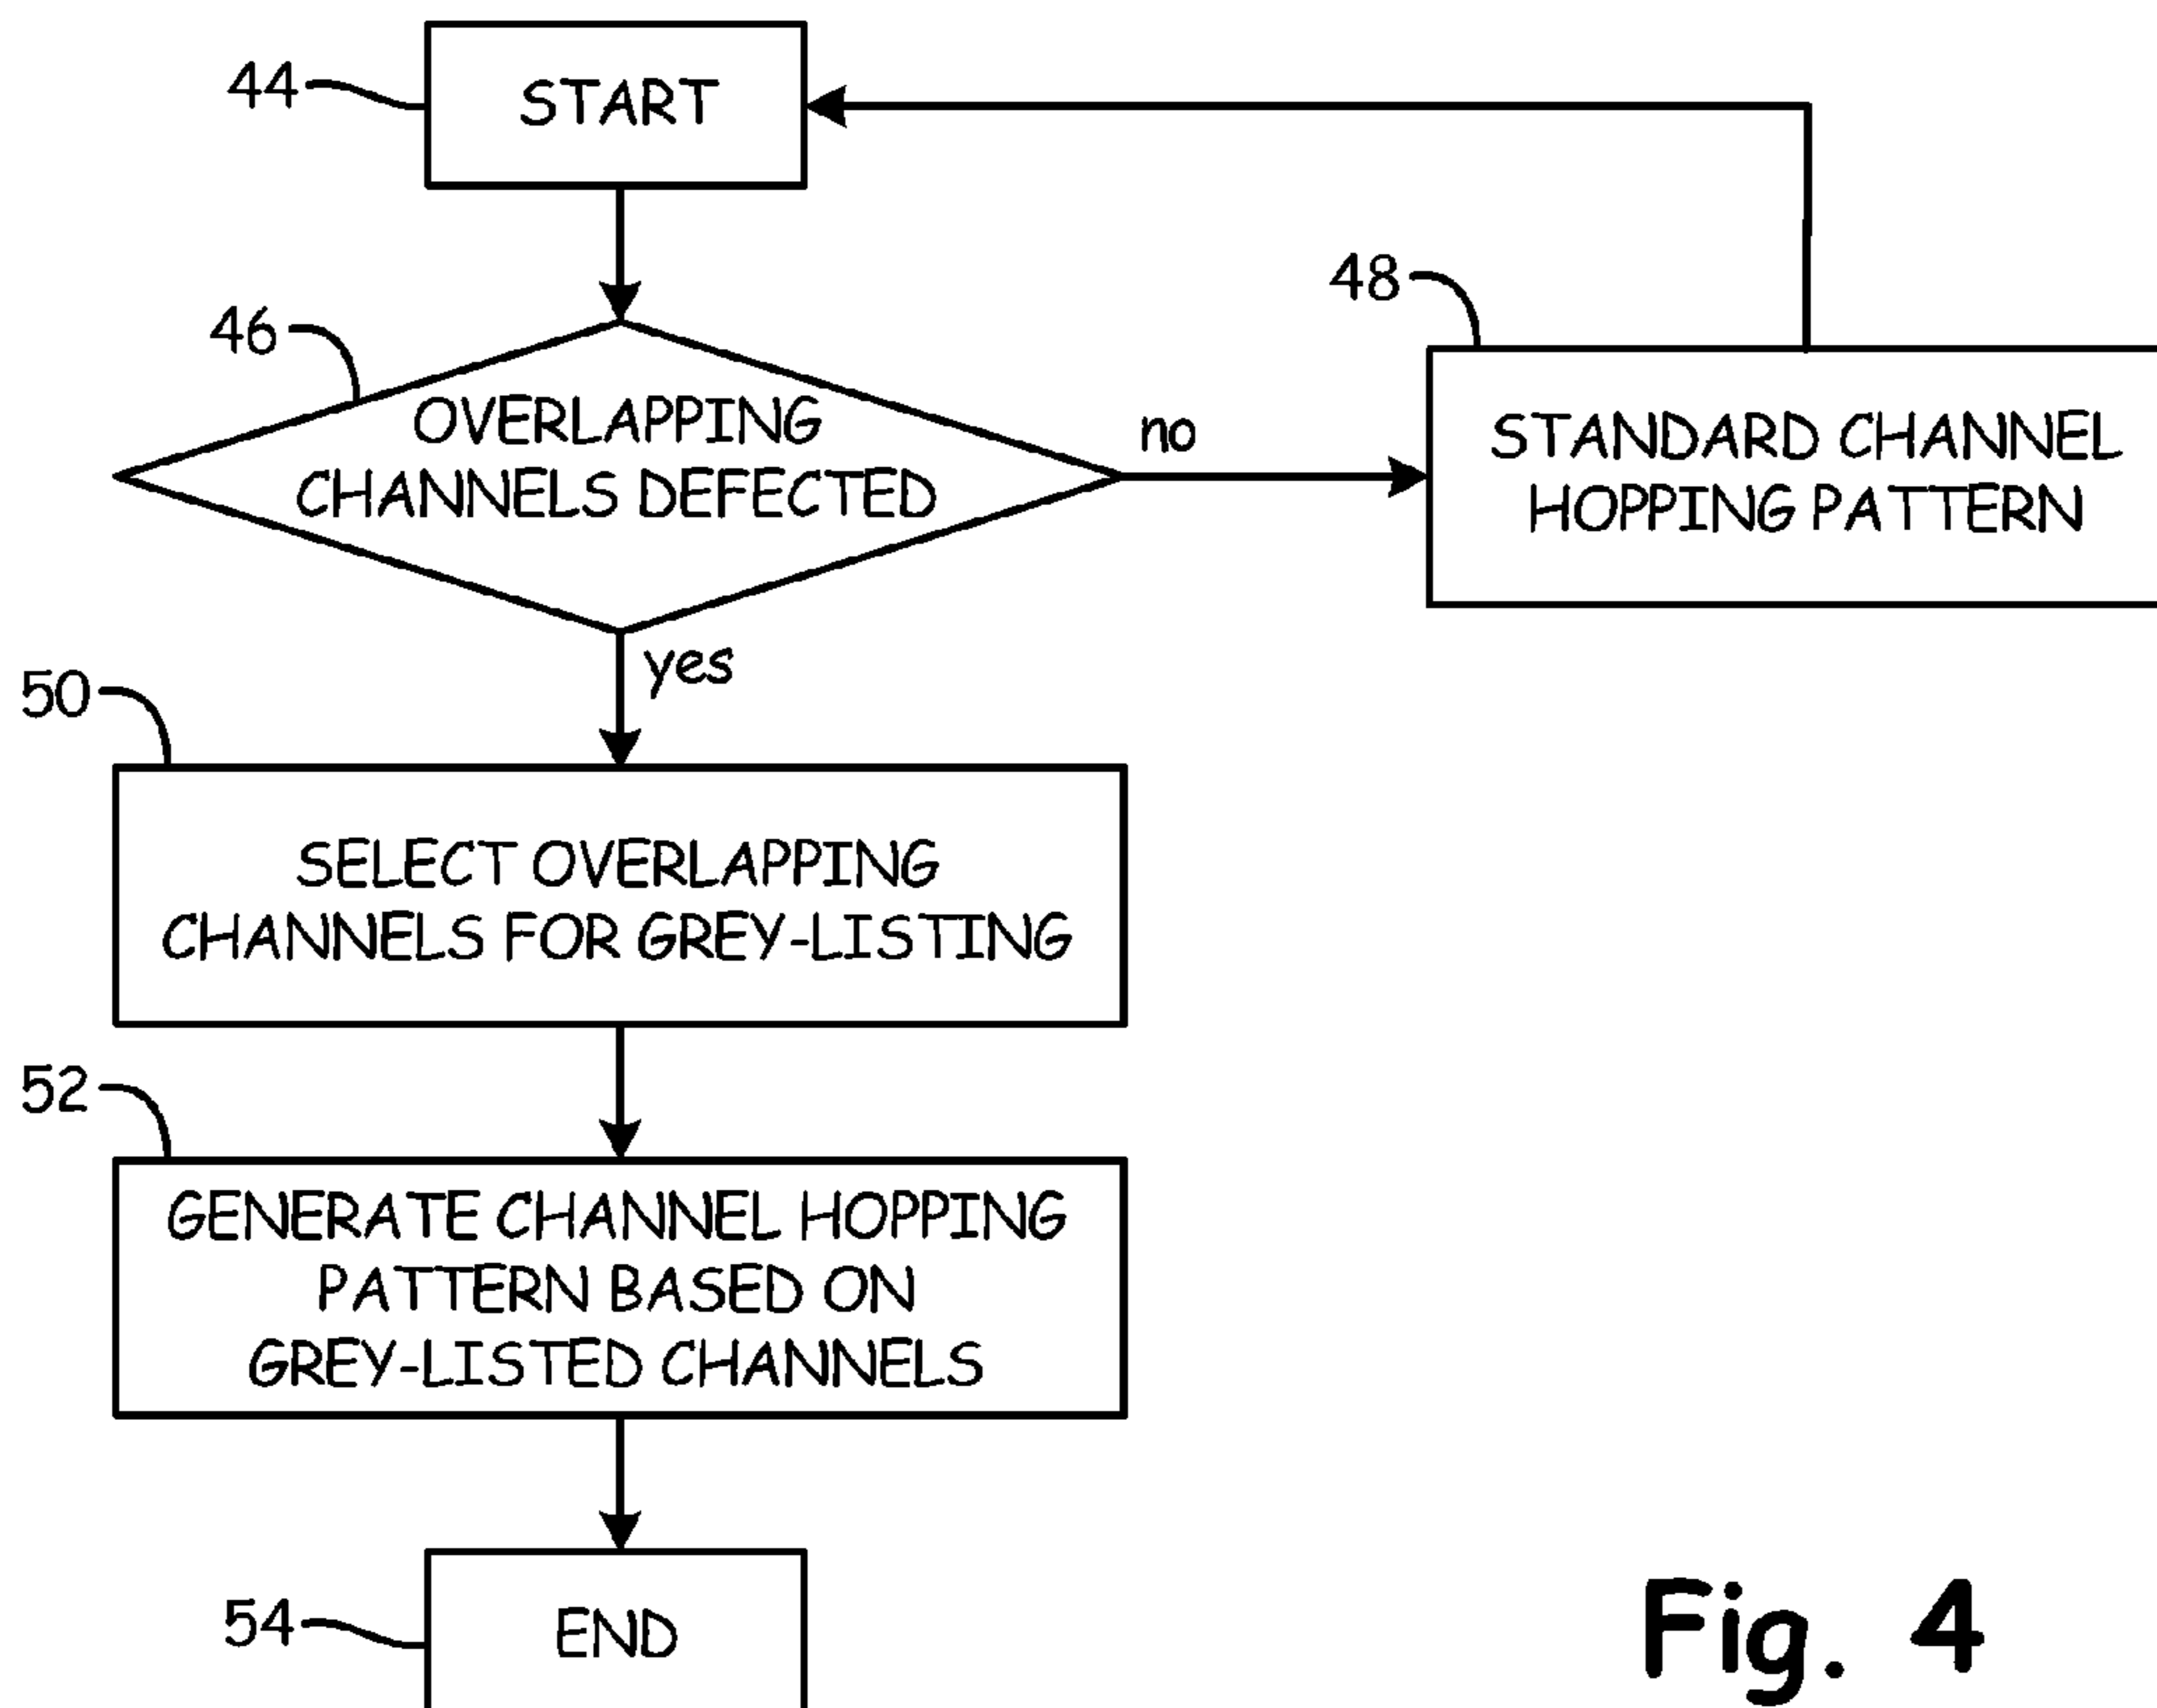 44
START
46
OVERLAPPING
CHANNELS DEFECTED
no
48
STANDARD CHANNEL
HOPPING PATTERN
yes
50
SELECT OVERLAPPING
CHANNELS FOR GREY-LISTING
52
GENERATE CHANNEL HOPPING
PATTERN BASED ON
GREY-LISTED CHANNELS
54
END
Fig. 4